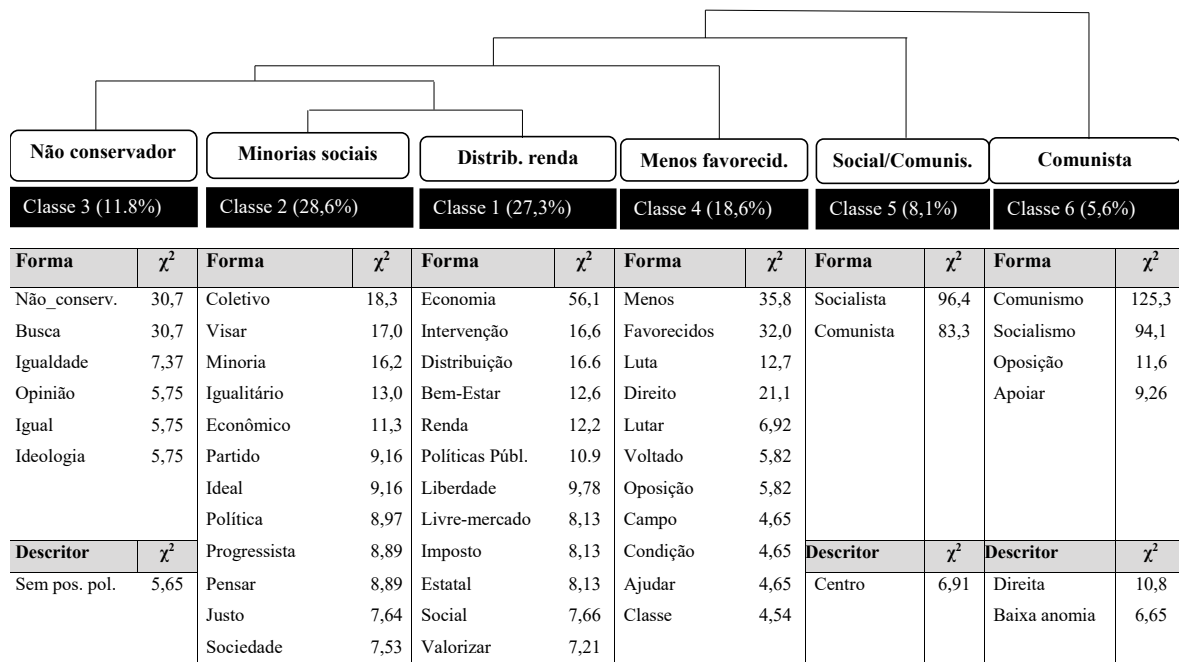 Não conservador Minorias sociais Distrib. renda Menos favorecid. Social/Comunis. Comunista
Classe 3 (11.8%) Classe 2 (28,6%) Classe 1 (27,3%) Classe 4 (18,6%) Classe 5 (8,1%) Classe 6 (5,6%)
Forma χ² Forma χ² Forma χ² Forma χ² Forma χ² Forma χ²
Não_conserv. 30,7 Coletivo 18,3 Economia 56,1 Menos 35,8 Socialista 96,4 Comunismo 125,3
Busca 30,7 Visar 17,0 Intervenção 16,6 Favorecidos 32,0 Comunista 83,3 Socialismo 94,1
Igualdade 7,37 Minoria 16,2 Distribuição 16.6 Luta 12,7 Oposição 11,6
Opinião 5,75 Igualitário 13,0 Bem-Estar 12,6 Direito 21,1 Apoiar 9,26
Igual 5,75 Econômico 11,3 Renda 12,2 Lutar 6,92
Ideologia 5,75 Partido 9,16 Políticas Públ. 10.9 Voltado 5,82
Ideal 9,16 Liberdade 9,78 Oposição 5,82
Política 8,97 Livre-mercado 8,13 Campo 4,65
Descritor χ² Progressista 8,89 Imposto 8,13 Condição 4,65 Descritor χ² Descritor χ²
Sem pos. pol. 5,65 Pensar 8,89 Estatal 8,13 Ajudar 4,65 Centro 6,91 Direita 10,8
Justo 7,64 Social 7,66 Classe 4,54 Baixa anomia 6,65
Sociedade 7,53 Valorizar 7,21